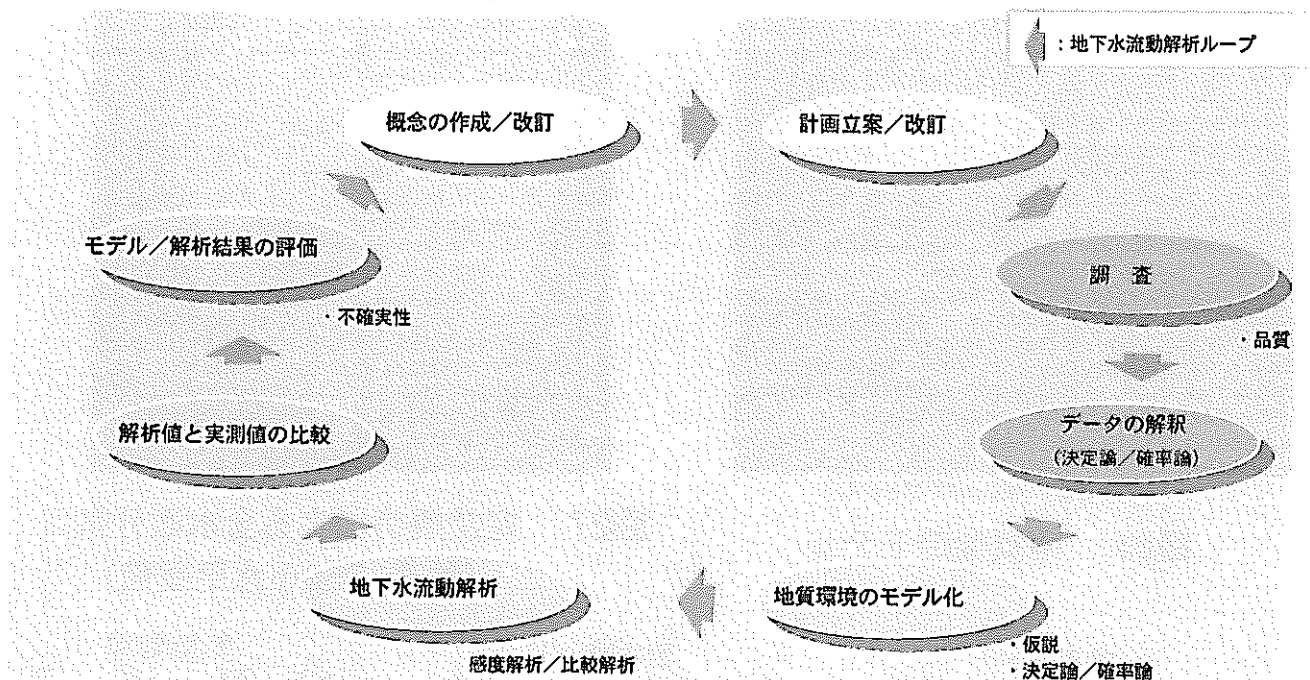 ：地下水流動解析ループ
概念の作成／改訂
計画立案／改訂
調 査
・品質
データの解釈
（決定論／確率論）
地質環境のモデル化
・仮説
・決定論／確率論
地下水流動解析
感度解析／比較解析
解析値と実測値の比較
モデル／解析結果の評価
・不確実性